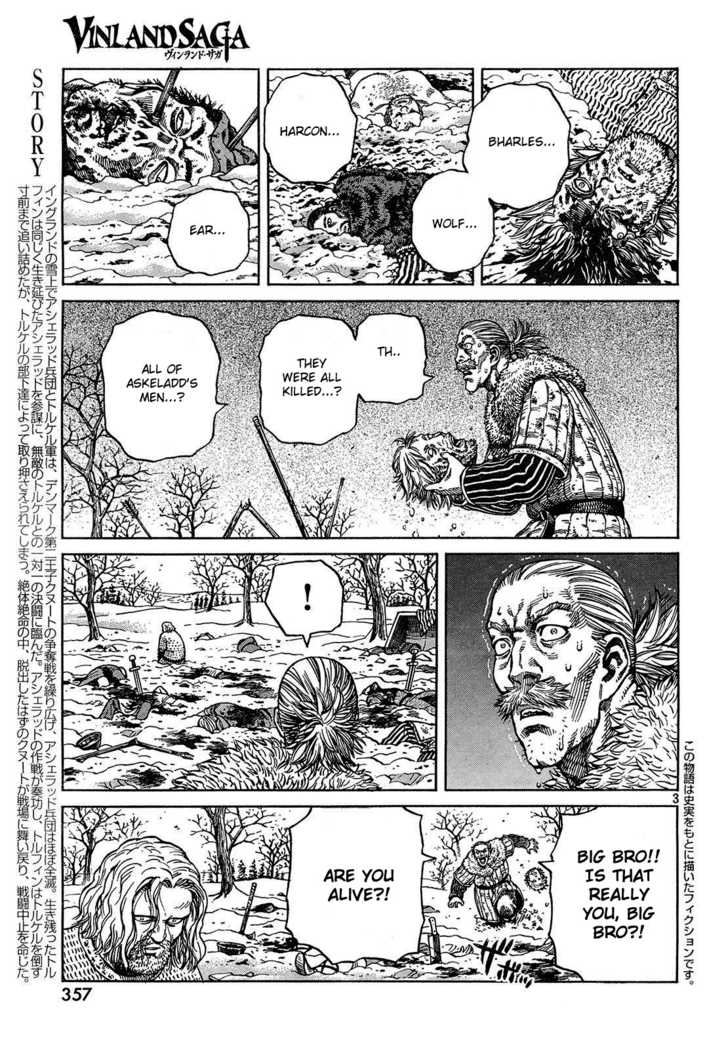 VINLAND SAGA
ヴィンランド・サガ
STORY
イングランドの雪上でアシェラッド兵団とトルケル軍は、デンマーク第二王子クヌートの争奪戦を繰り広げ、アシェラッド兵団はほぼ全滅。生き残ったトル
フィンは同じく生き延びたアシェラッドを参謀に、無敵のトルケルとの一対一の決闘に臨んだ。アシェラッドの作戦が奏功し、トルフィンはトルケルを倒す
寸前まで追い詰めたが、トルケルの部下達によって取り押さえられてしまう。絶体絶命の中、脱出したはずのクヌートが戦場に舞い戻り、戦闘中止を命じた。
BHARLES...
HARCON...
WOLF...
EAR...
TH..
THEY
WERE ALL
KILLED...?
ALL OF
ASKELADD'S
MEN...?
!
BIG BRO!!
IS THAT
REALLY
YOU, BIG
BRO?!
ARE YOU
ALIVE?!
ザザッ
この物語は史実をもとに描いたフィクションです。
3
357